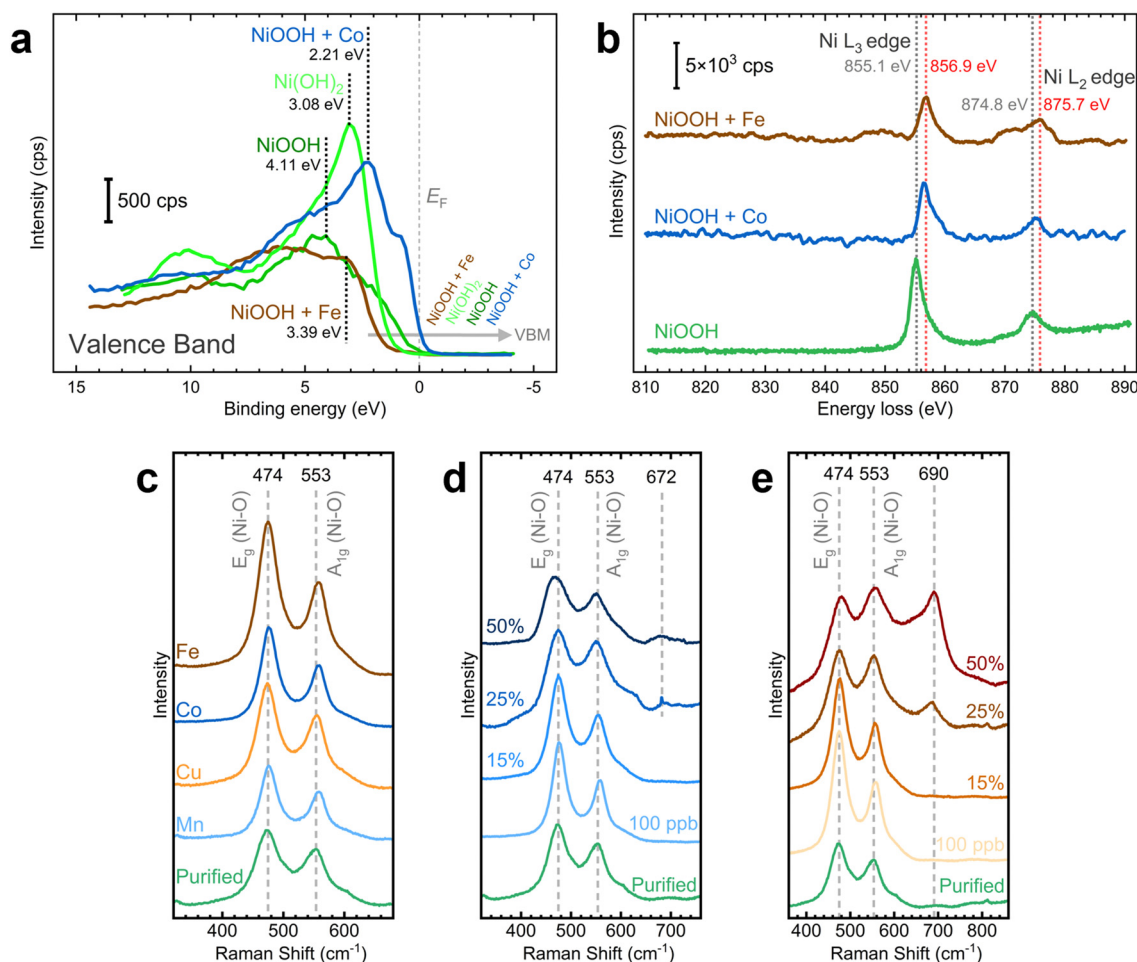 a
NiOOH + Co
2.21 eV
Ni(OH)₂
3.08 eV
NiOOH
4.11 eV
500 cps
E_F
NiOOH + Fe
Ni(OH)₂
NiOOH
NiOOH + Co
NiOOH + Fe
3.39 eV
VBM
Valence Band
Intensity (cps)
15 10 5 0 -5
Binding energy (eV)
b
5×10³ cps
Ni L₃ edge
855.1 eV 856.9 eV
Ni L₂ edge
874.8 eV 875.7 eV
NiOOH + Fe
NiOOH + Co
NiOOH
Intensity (cps)
810 820 830 840 850 860 870 880 890
Energy loss (eV)
c
474 553
E_g (Ni-O)
A₁g (Ni-O)
Fe
Co
Cu
Mn
Purified
Intensity
400 500 600
Raman Shift (cm⁻¹)
d
474 553 672
E_g (Ni-O)
A₁g (Ni-O)
50%
25%
15%
100 ppb
Purified
Intensity
400 500 600 700
Raman Shift (cm⁻¹)
e
474 553 690
E_g (Ni-O)
A₁g (Ni-O)
50%
25%
15%
100 ppb
Purified
Intensity
400 500 600 700 800
Raman Shift (cm⁻¹)